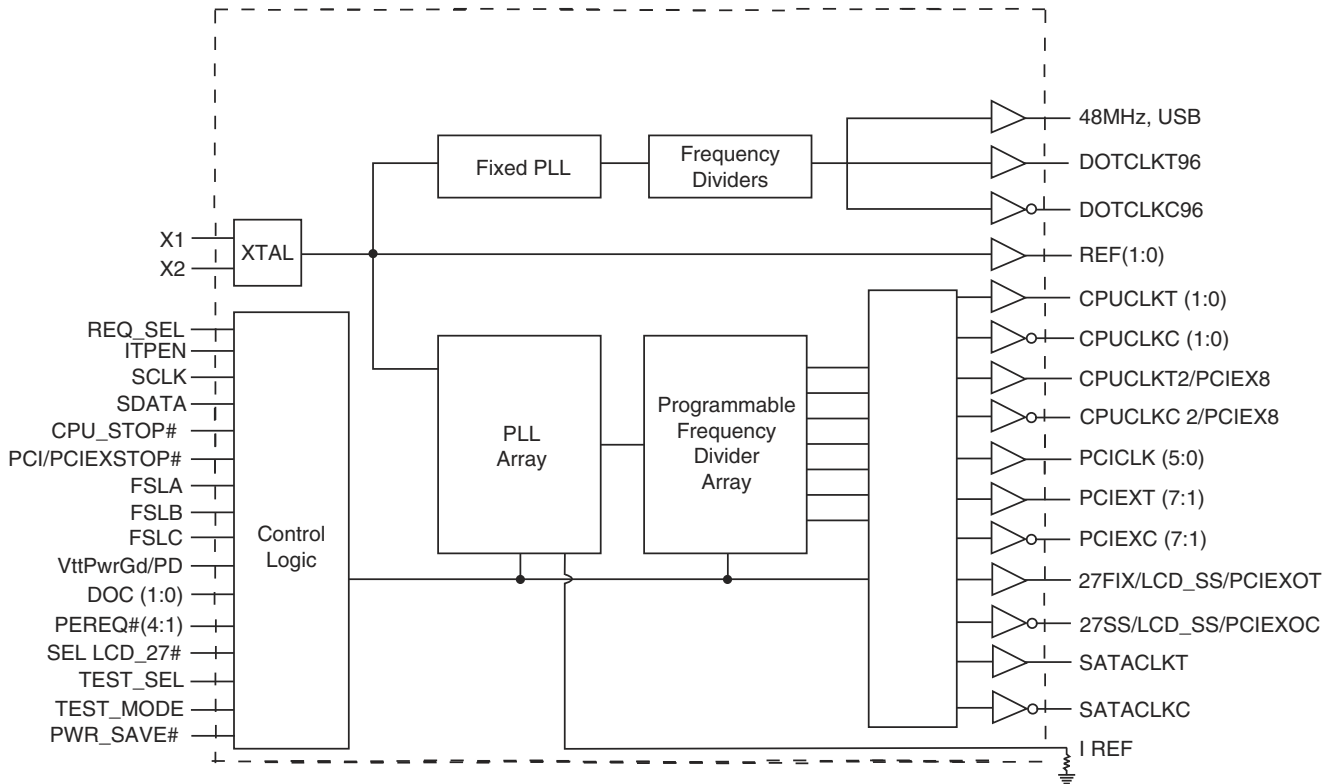 48MHz, USB
Fixed PLL
Frequency
Dividers
DOTCLKT96
DOTCLKC96
X1
X2
XTAL
REF(1:0)
CPUCLKT (1:0)
CPUCLKC (1:0)
CPUCLKT2/PCIEX8
CPUCLKC 2/PCIEX8
PCICLK (5:0)
PCIEXT (7:1)
PCIEXC (7:1)
27FIX/LCD_SS/PCIEXOT
27SS/LCD_SS/PCIEXOC
SATACLKT
SATACLKC
I REF
REQ_SEL
ITPEN
SCLK
SDATA
CPU_STOP#
PCI/PCIEXSTOP#
FSLA
FSLB
FSLC
VttPwrGd/PD
DOC (1:0)
PEREQ#(4:1)
SEL LCD_27#
TEST_SEL
TEST_MODE
PWR_SAVE#
Control
Logic
PLL
Array
Programmable
Frequency
Divider
Array